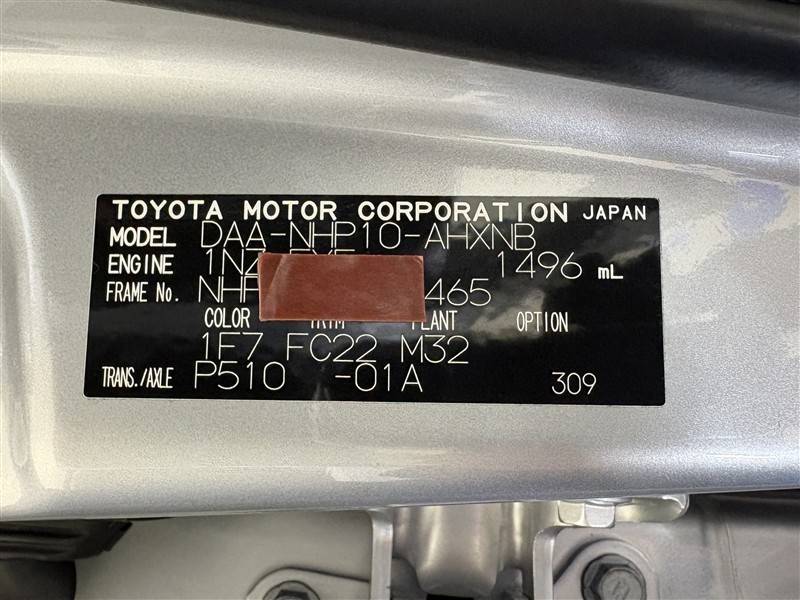 TOYOTA MOTOR CORPORATION JAPAN
MODEL DAA-NHP10-AHXNB
ENGINE 1496 mL
FRAME No. 465
COLOR TRIM PLANT OPTION
1F7 FC22 M32
TRANS./AXLE P510 -01A 309